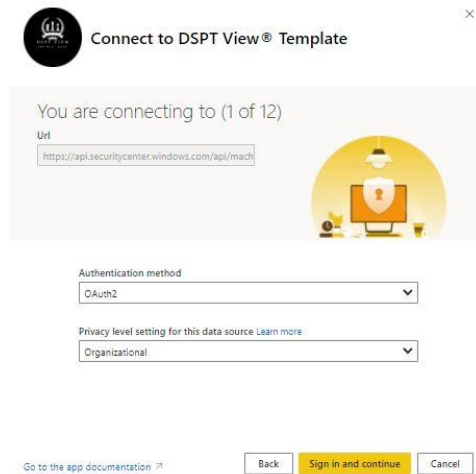 DSPT VIEW
Connect to DSPT View® Template
You are connecting to (1 of 12)
Url
https://api.securitycenter.windows.com/api/mach
Authentication method
OAuth2
Privacy level setting for this data source Learn more
Organizational
Go to the app documentation
Back
Sign in and continue
Cancel